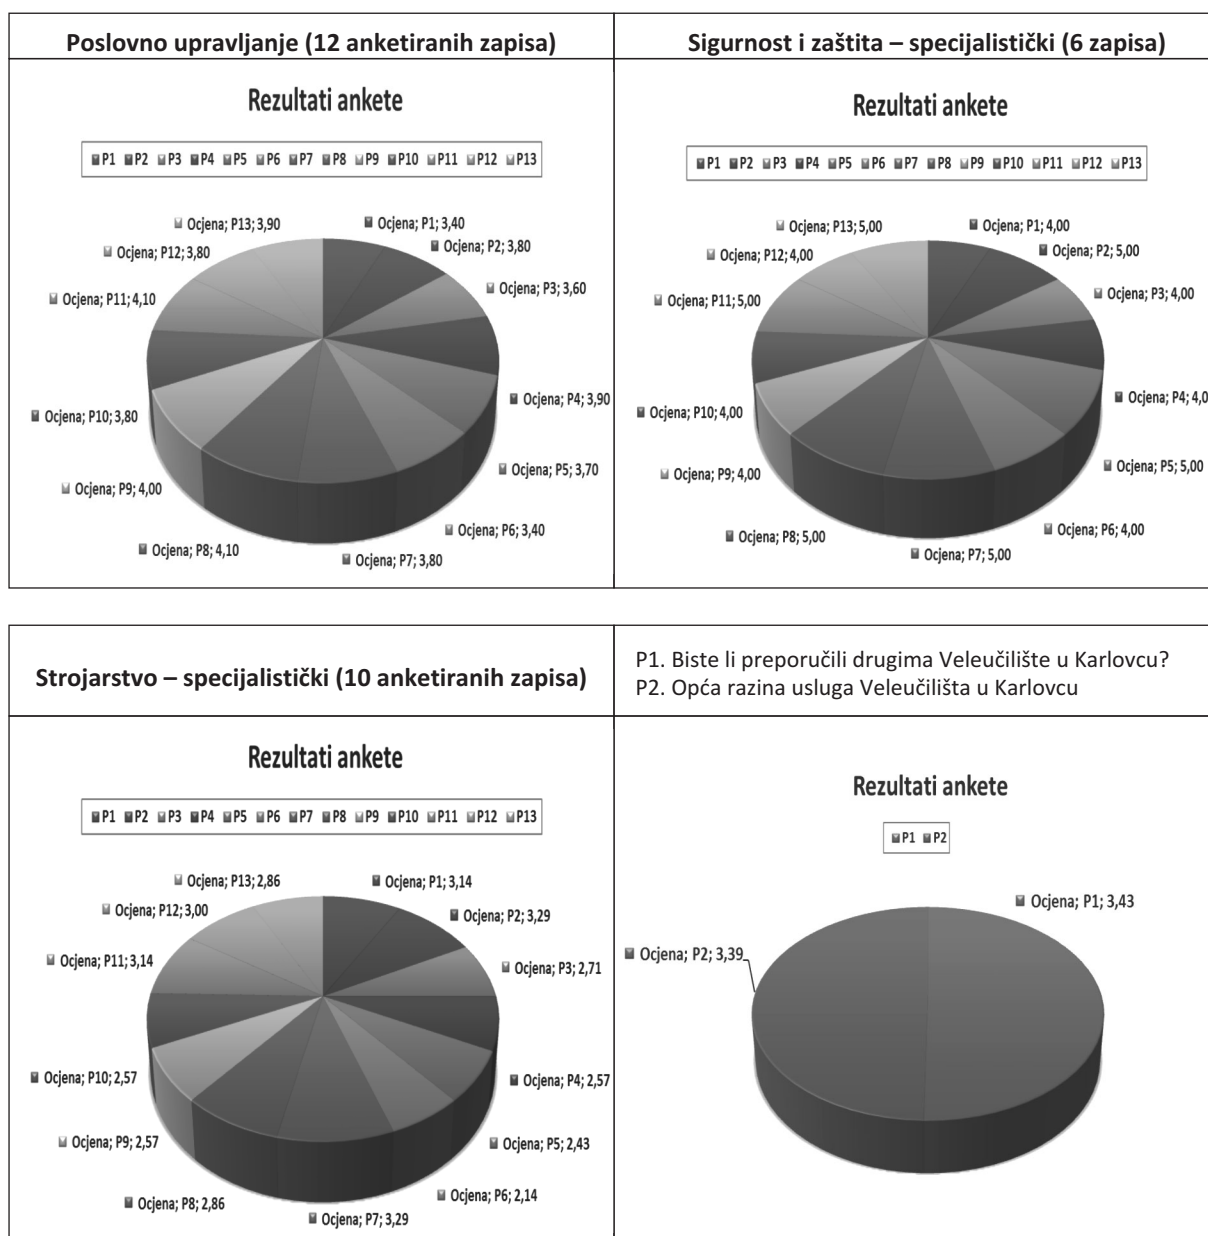 Poslovno upravljanje (12 anketiranih zapisa)
Rezultati ankete
P1 P2 P3 P4 P5 P6 P7 P8 P9 P10 P11 P12 P13
Ocjena; P1; 3,40
Ocjena; P2; 3,80
Ocjena; P3; 3,60
Ocjena; P4; 3,90
Ocjena; P5; 3,70
Ocjena; P6; 3,40
Ocjena; P7; 3,80
Ocjena; P8; 4,10
Ocjena; P9; 4,00
Ocjena; P10; 3,80
Ocjena; P11; 4,10
Ocjena; P12; 3,80
Ocjena; P13; 3,90
Sigurnost i zaštita – specijalistički (6 zapisa)
Rezultati ankete
P1 P2 P3 P4 P5 P6 P7 P8 P9 P10 P11 P12 P13
Ocjena; P1; 4,00
Ocjena; P2; 5,00
Ocjena; P3; 4,00
Ocjena; P4; 4,0
Ocjena; P5; 5,00
Ocjena; P6; 4,00
Ocjena; P7; 5,00
Ocjena; P8; 5,00
Ocjena; P9; 4,00
Ocjena; P10; 4,00
Ocjena; P11; 5,00
Ocjena; P12; 4,00
Ocjena; P13; 5,00
Strojarstvo – specijalistički (10 anketiranih zapisa)
Rezultati ankete
P1 P2 P3 P4 P5 P6 P7 P8 P9 P10 P11 P12 P13
Ocjena; P1; 3,14
Ocjena; P2; 3,29
Ocjena; P3; 2,71
Ocjena; P4; 2,57
Ocjena; P5; 2,43
Ocjena; P6; 2,14
Ocjena; P7; 3,29
Ocjena; P8; 2,86
Ocjena; P9; 2,57
Ocjena; P10; 2,57
Ocjena; P11; 3,14
Ocjena; P12; 3,00
Ocjena; P13; 2,86
P1. Biste li preporučili drugima Veleučilište u Karlovcu?
P2. Opća razina usluga Veleučilišta u Karlovcu
Rezultati ankete
P1 P2
Ocjena; P1; 3,43
Ocjena; P2; 3,39